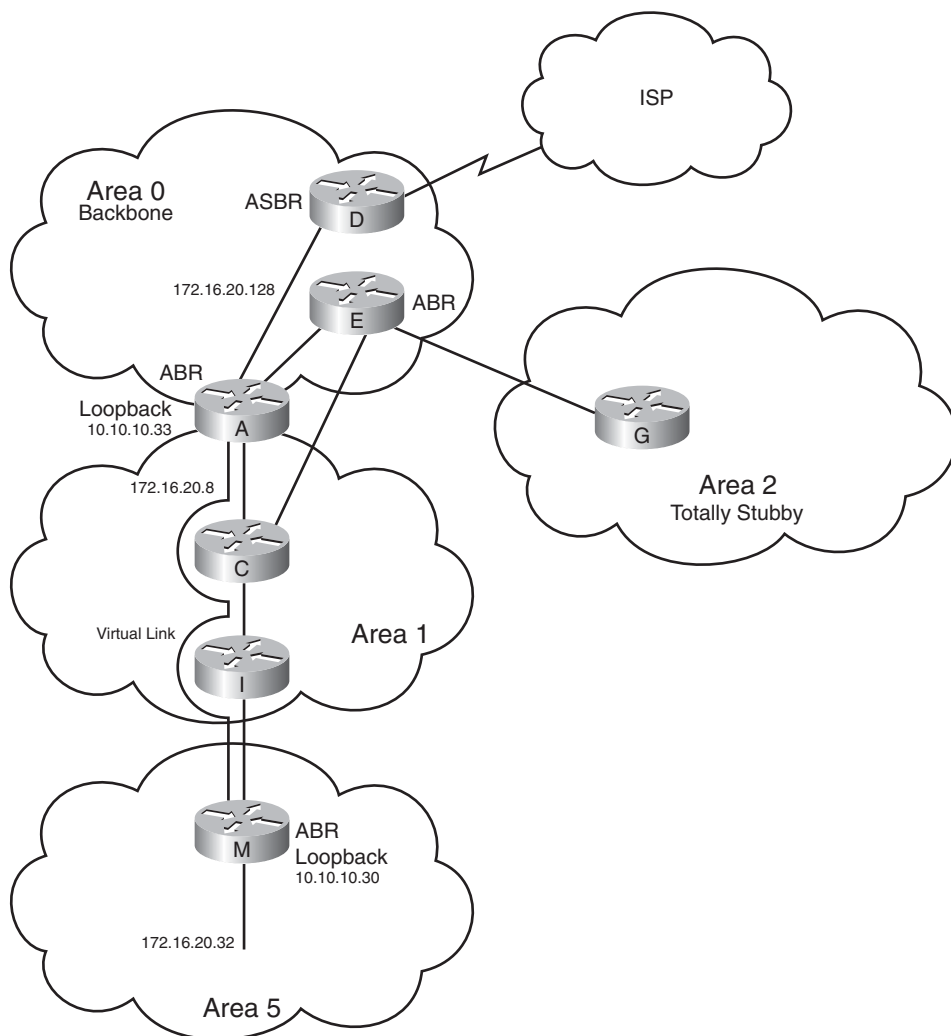 ISP
Area 0
Backbone
ASBR
D
172.16.20.128
E
ABR
ABR
Loopback
10.10.10.33
A
G
Area 2
Totally Stubby
172.16.20.8
C
Virtual Link
Area 1
I
M
ABR
Loopback
10.10.10.30
172.16.20.32
Area 5